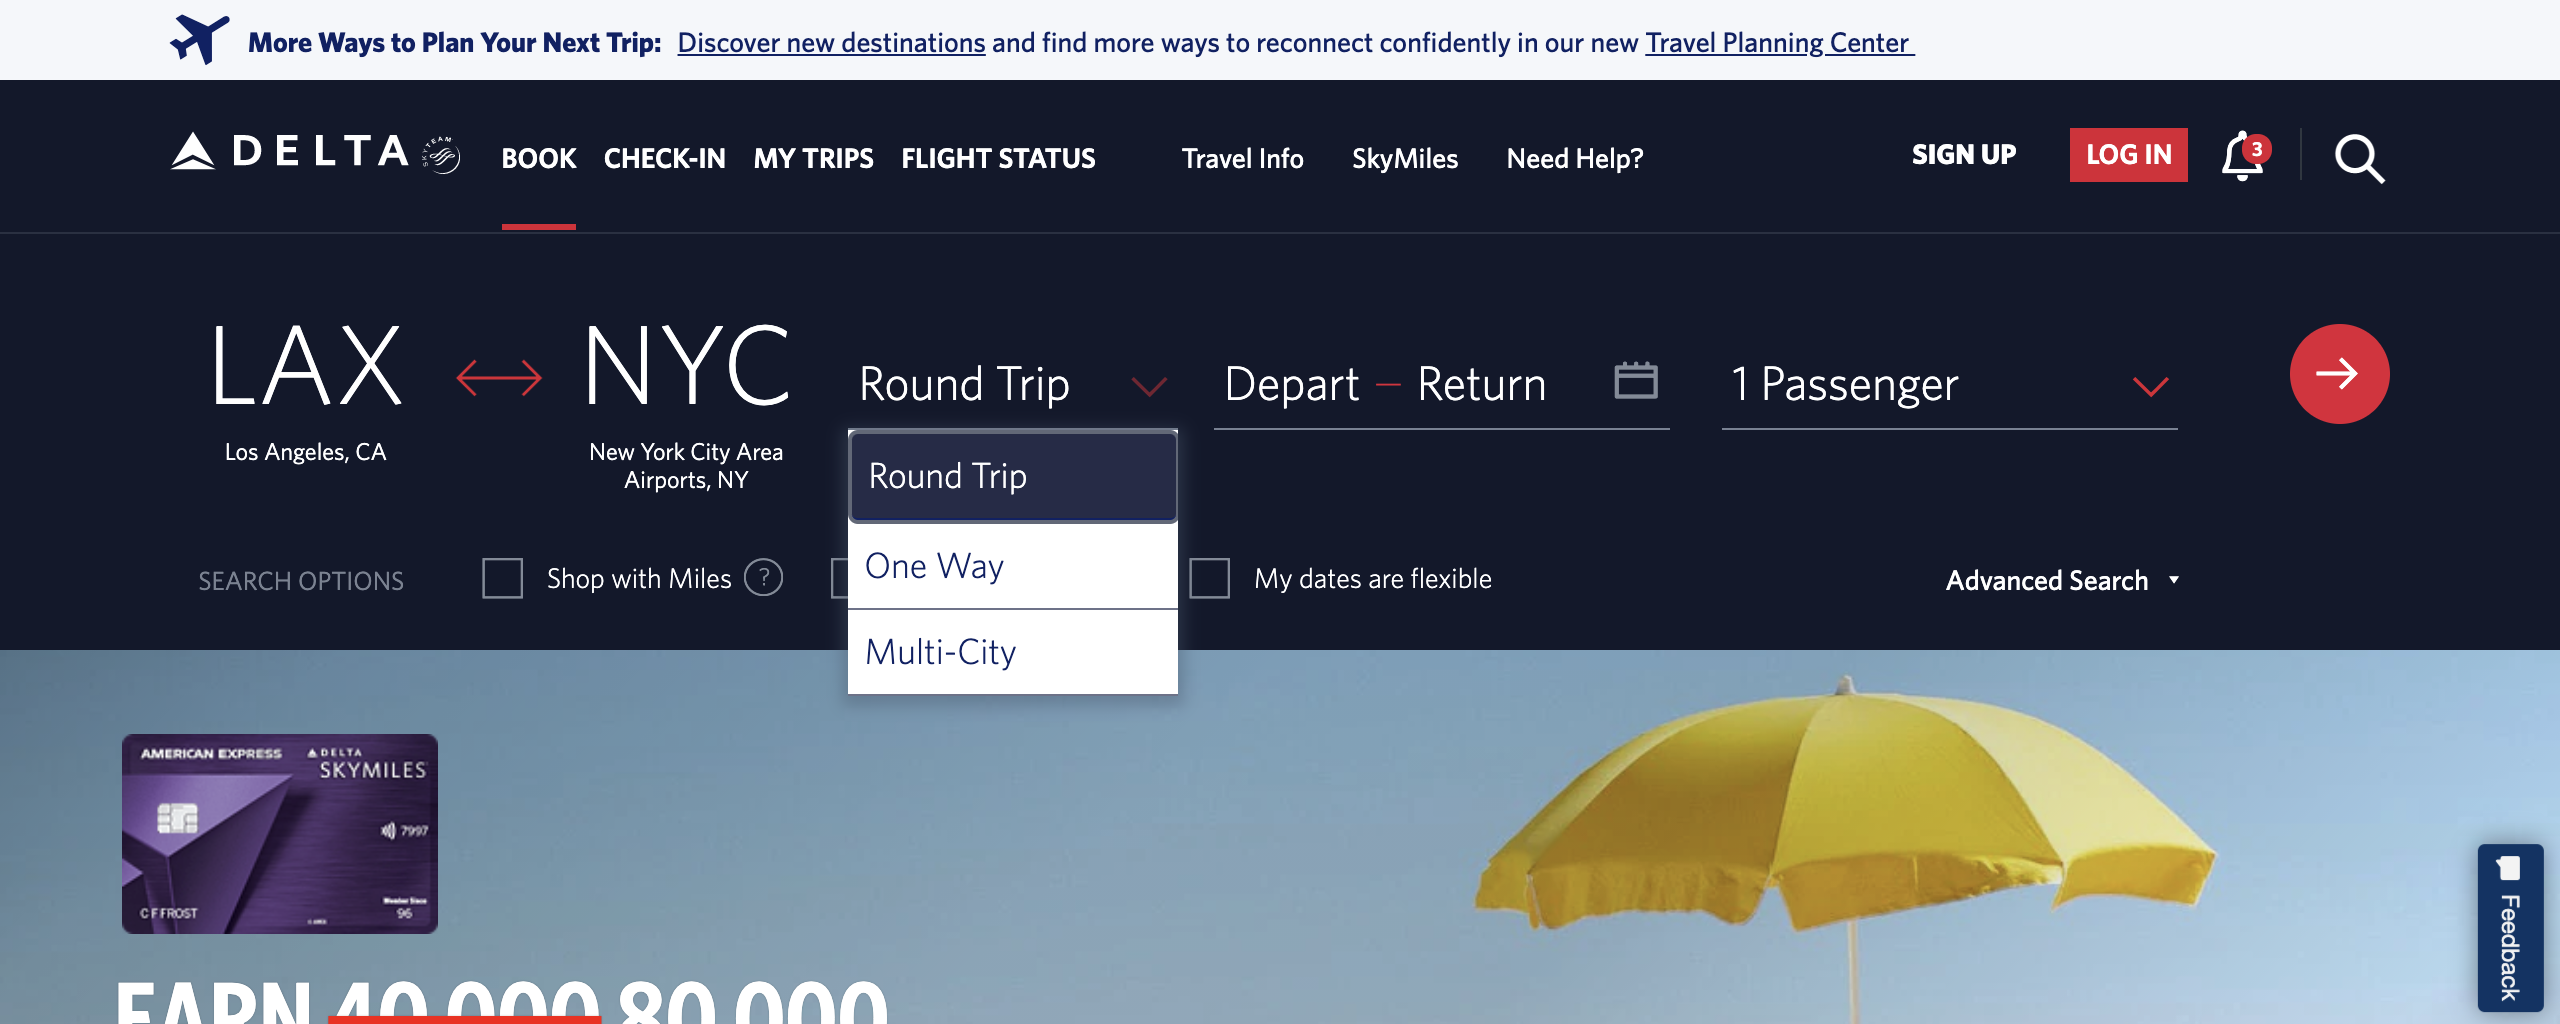 More Ways to Plan Your Next Trip: Discover new destinations and find more ways to reconnect confidently in our new Travel Planning Center
DELTA SKYTEAM BOOK CHECK-IN MY TRIPS FLIGHT STATUS Travel Info SkyMiles Need Help? SIGN UP LOG IN 3
LAX NYC Round Trip Depart – Return 1 Passenger
Los Angeles, CA
New York City Area
Airports, NY
Round Trip
One Way
Multi-City
SEARCH OPTIONS Shop with Miles ? My dates are flexible Advanced Search
AMERICAN EXPRESS DELTA
SKYMILES
7997
Member Since
C F FROST 95
EARN 40,000 80,000
Feedback